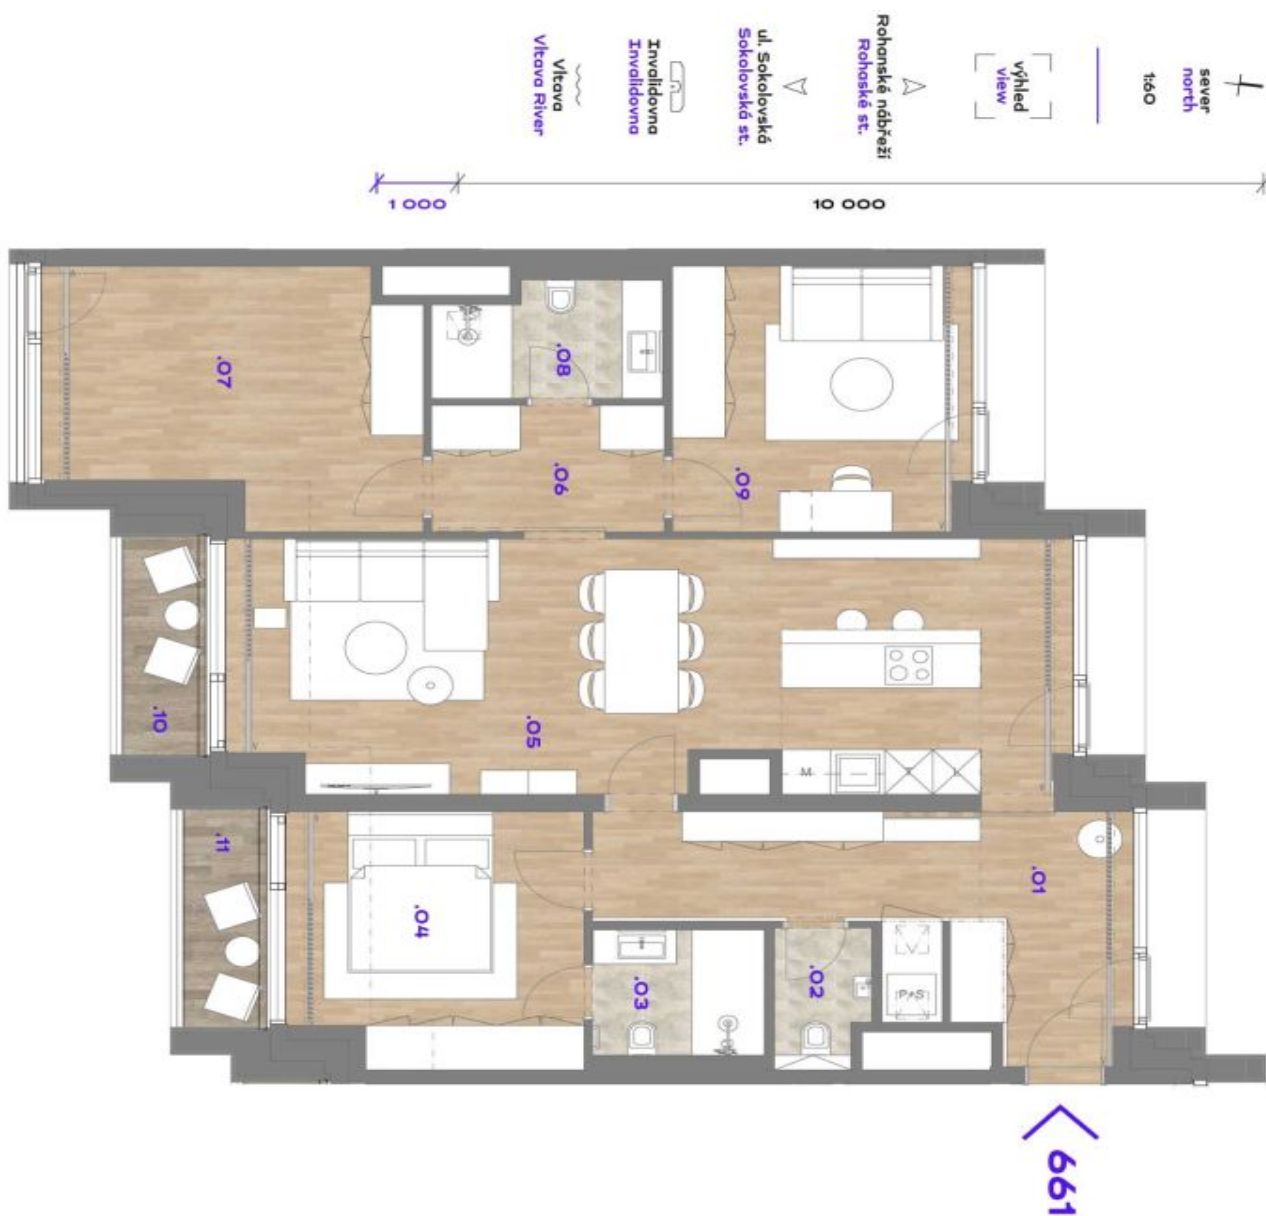 sever
north
1:60
výhled
view
Rohanské nábřeží
Rohaské st.
ul. Sokolovská
Sokolovská st.
Invalidovna
Invalidovna
Vltava
Vltava River
1 000
10 000
.07
.08
.09
.06
.10
.05
M
.11
.04
.03
.02
P+S
.01
661